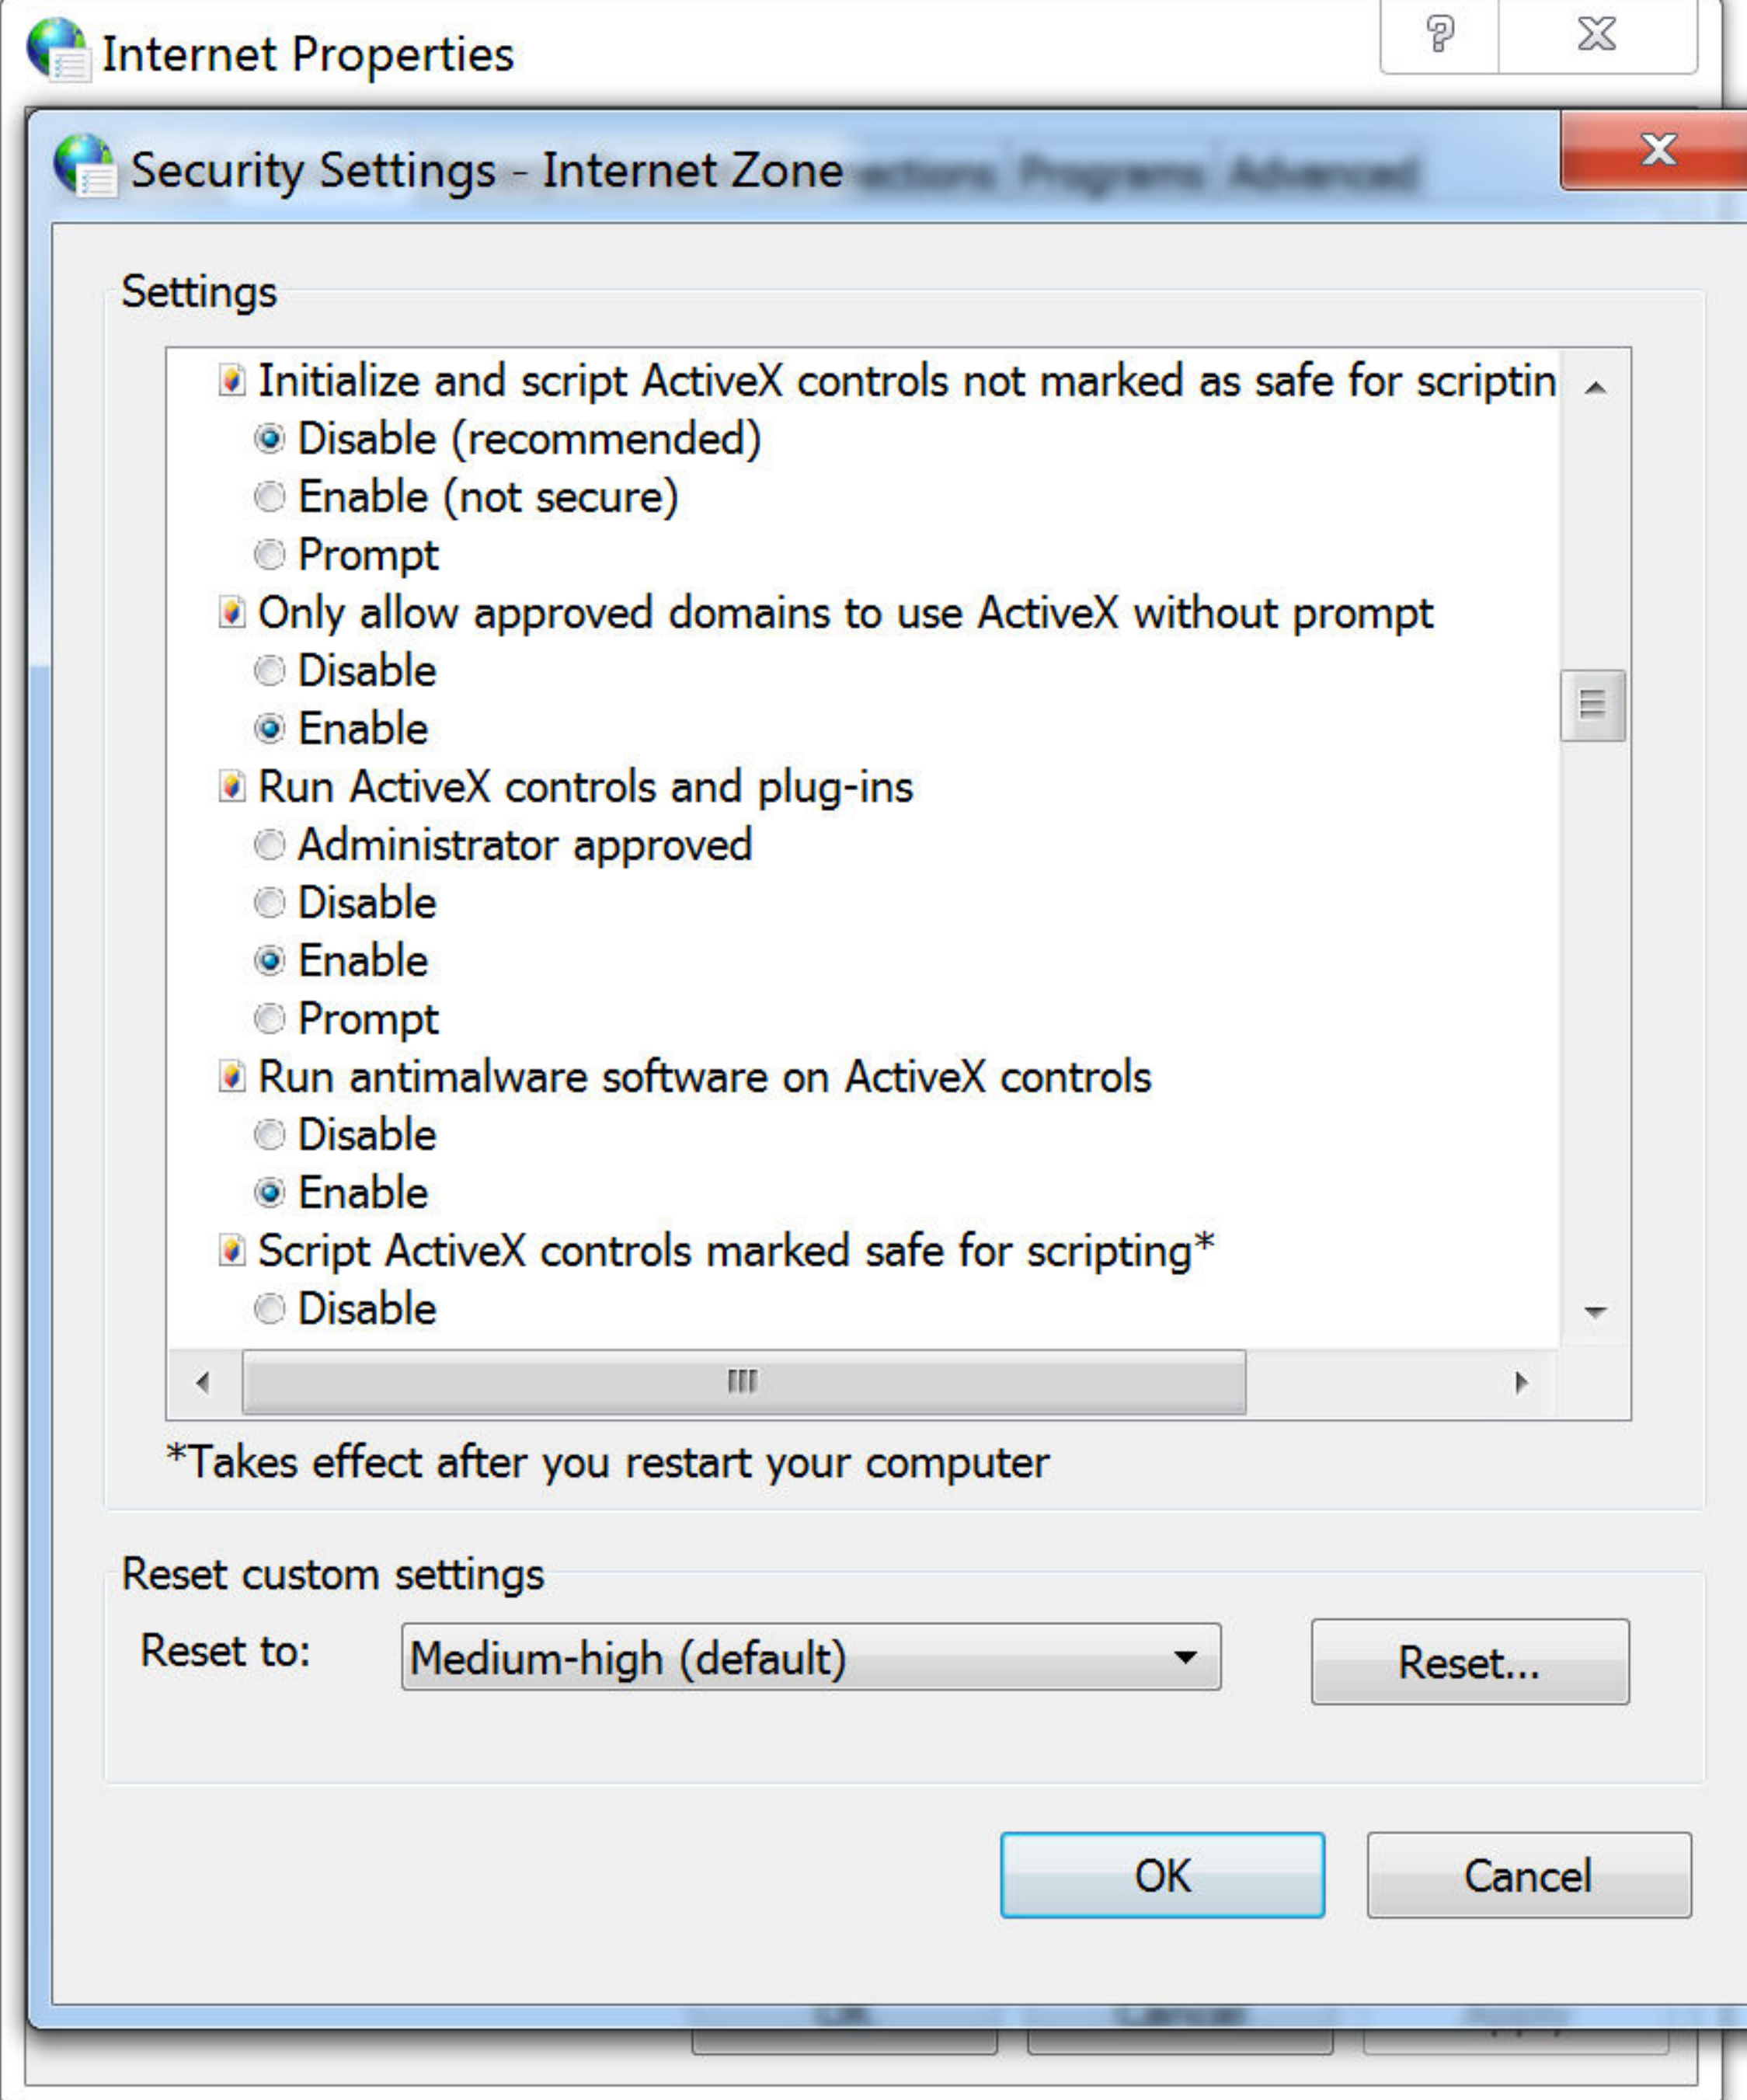 Internet Properties
Security Settings - Internet Zone
Programs Advanced
Settings
Initialize and script ActiveX controls not marked as safe for scriptin
Disable (recommended)
Enable (not secure)
Prompt
Only allow approved domains to use ActiveX without prompt
Disable
Enable
Run ActiveX controls and plug-ins
Administrator approved
Disable
Enable
Prompt
Run antimalware software on ActiveX controls
Disable
Enable
Script ActiveX controls marked safe for scripting*
Disable
*Takes effect after you restart your computer
Reset custom settings
Reset to:
Medium-high (default)
Reset...
OK
Cancel